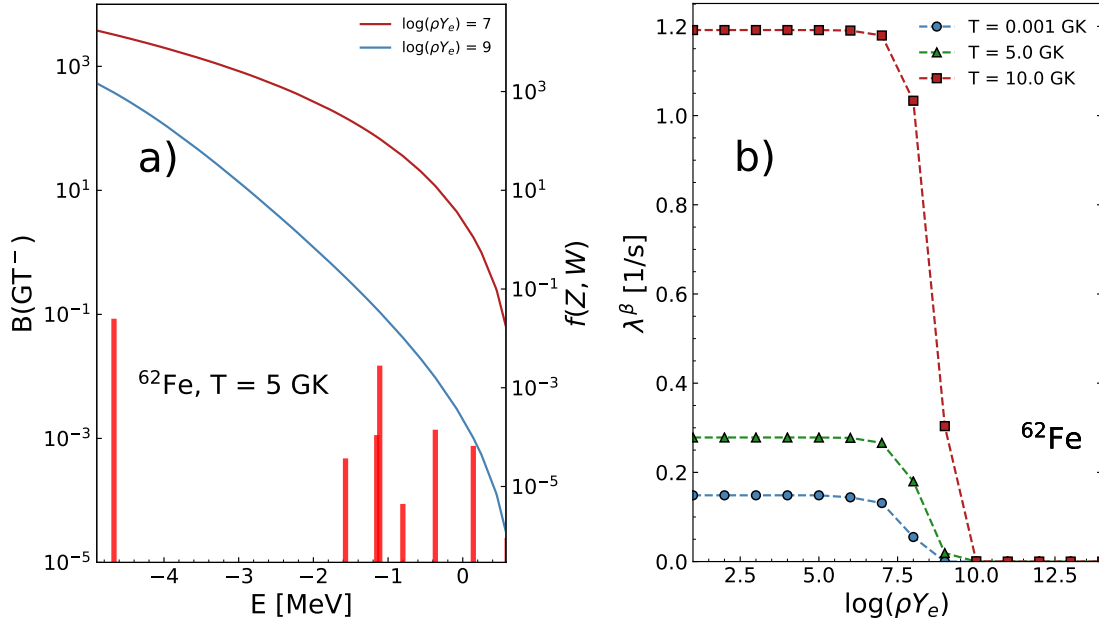 log(ρYₑ) = 7
log(ρYₑ) = 9
a)
⁶²Fe, T = 5 GK
B(GT⁻)
10³
10¹
10⁻¹
10⁻³
10⁻⁵
10³
10¹
10⁻¹
10⁻³
10⁻⁵
f(Z, W)
−4 −3 −2 −1 0
E [MeV]
T = 0.001 GK
T = 5.0 GK
T = 10.0 GK
b)
⁶²Fe
λᵝ [1/s]
1.2
1.0
0.8
0.6
0.4
0.2
0.0
2.5 5.0 7.5 10.0 12.5
log(ρYₑ)